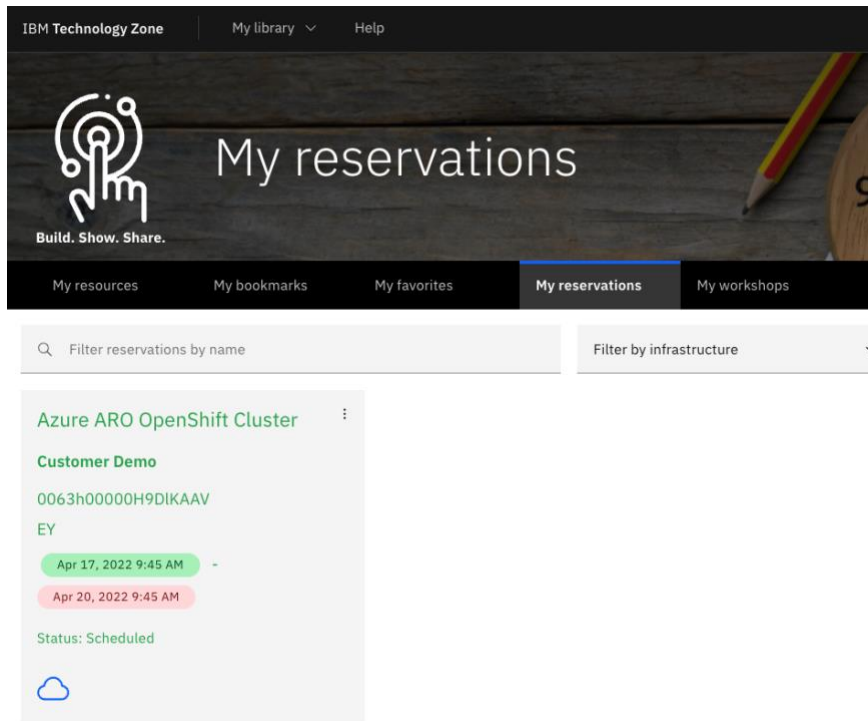 IBM Technology Zone My library Help
My reservations
Build. Show. Share.
My resources My bookmarks My favorites My reservations My workshops
Filter reservations by name Filter by infrastructure
Azure ARO OpenShift Cluster
Customer Demo
0063h00000H9DlKAAV
EY
Apr 17, 2022 9:45 AM -
Apr 20, 2022 9:45 AM
Status: Scheduled